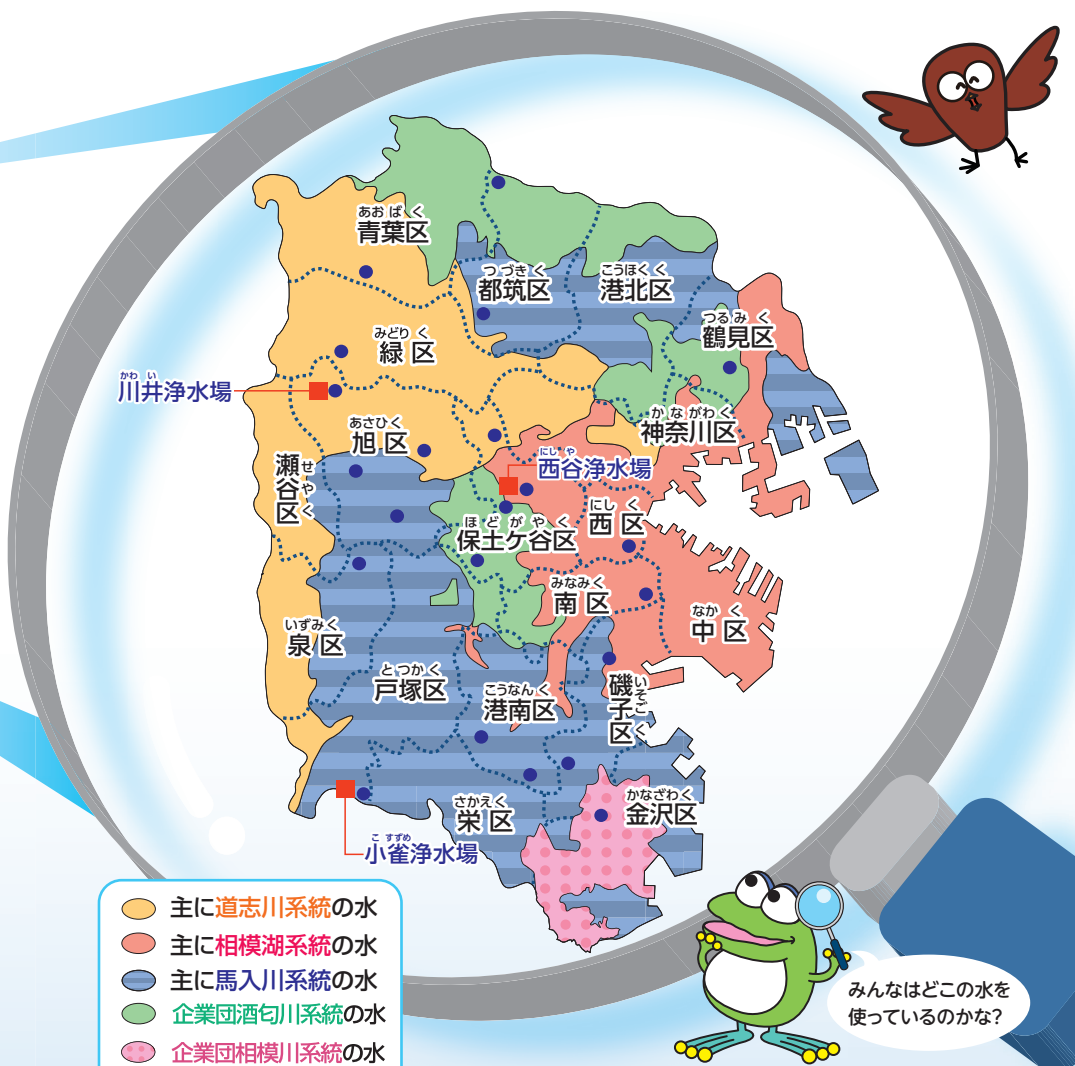 あおばく
青葉区
つづきく
都筑区
こうほくく
港北区
つるみく
鶴見区
みどりく
緑区
かわい
川井浄水場
あさひく
旭区
かながわく
神奈川区
にしや
西谷浄水場
瀬谷区
せやく
にしく
西区
ほどがやく
保土ケ谷区
みなみく
南区
なかく
中区
いずみく
泉区
とつかく
戸塚区
こうなんく
港南区
磯子区
いそごく
さかえく
栄区
かなざわく
金沢区
こすずめ
小雀浄水場
主に道志川系統の水
主に相模湖系統の水
主に馬入川系統の水
企業団酒匂川系統の水
企業団相模川系統の水
みんなはどこの水を
使っているのかな?